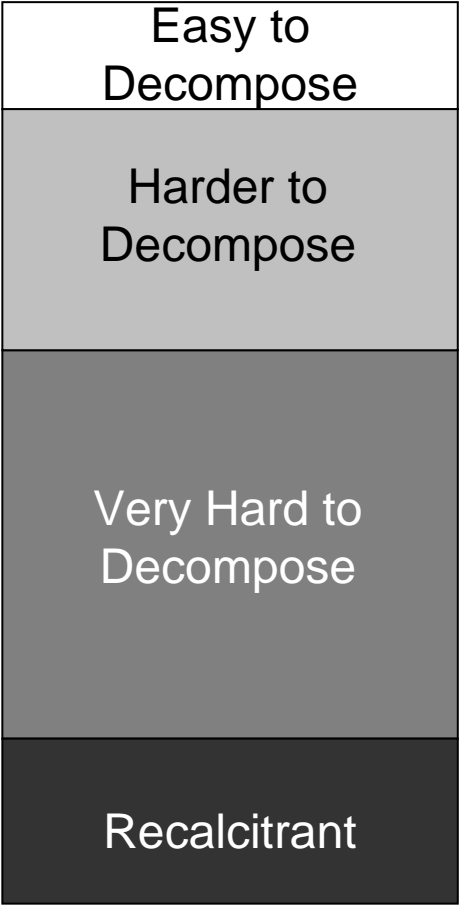 Easy to
Decompose
Harder to
Decompose
Very Hard to
Decompose
Recalcitrant